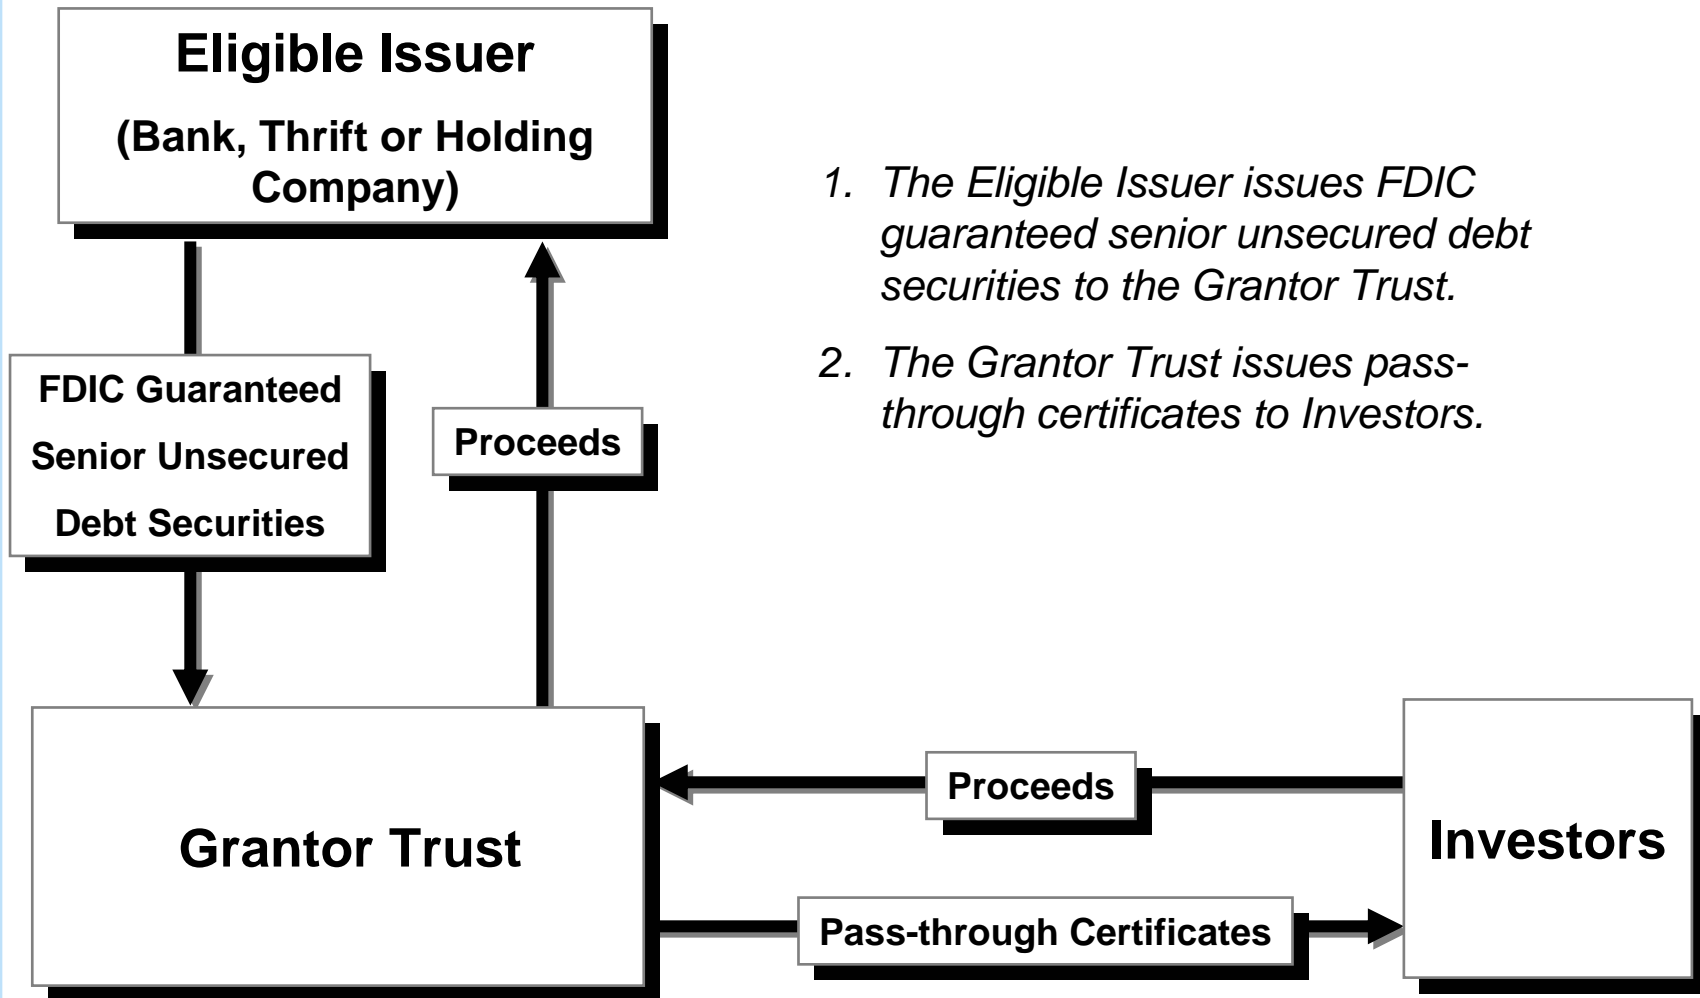 Eligible Issuer
(Bank, Thrift or Holding
Company)
1. The Eligible Issuer issues FDIC
guaranteed senior unsecured debt
securities to the Grantor Trust.
2. The Grantor Trust issues pass-
through certificates to Investors.
FDIC Guaranteed
Senior Unsecured
Debt Securities
Proceeds
Grantor Trust
Proceeds
Pass-through Certificates
Investors